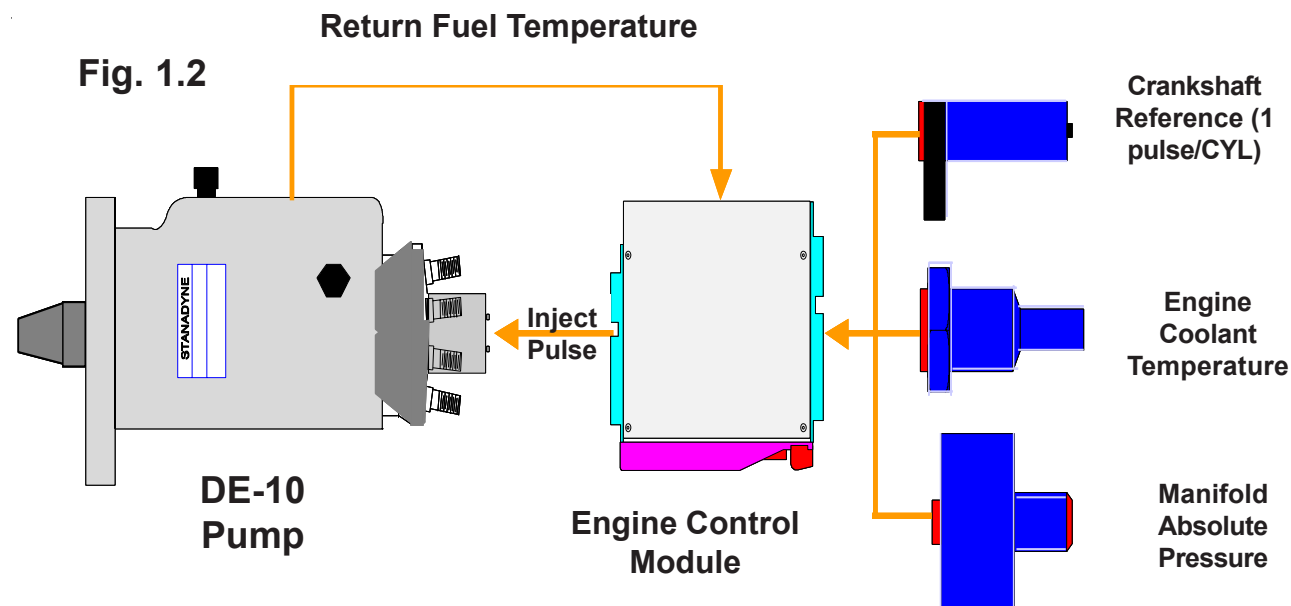 Return Fuel Temperature
Fig. 1.2
Crankshaft
Reference (1
pulse/CYL)
STANADYNE
Inject
Pulse
Engine
Coolant
Temperature
DE-10
Pump
Engine Control
Module
Manifold
Absolute
Pressure